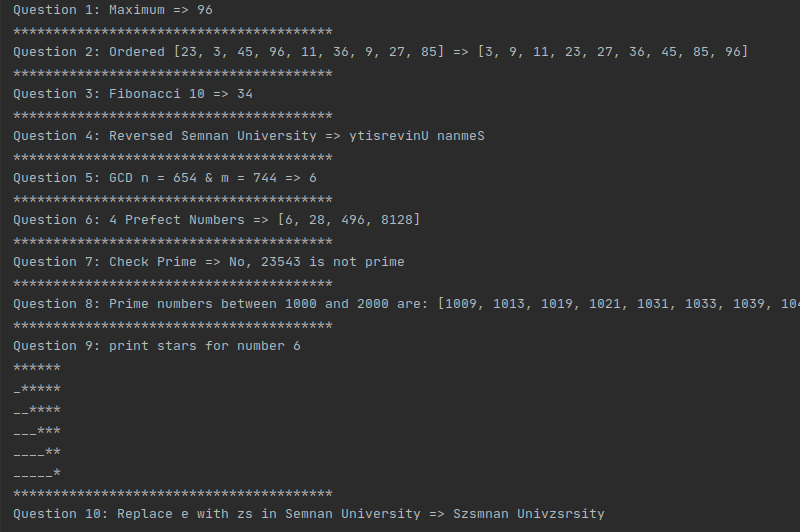 Question 1: Maximum => 96
****************************************
Question 2: Ordered [23, 3, 45, 96, 11, 36, 9, 27, 85] => [3, 9, 11, 23, 27, 36, 45, 85, 96]
****************************************
Question 3: Fibonacci 10 => 34
****************************************
Question 4: Reversed Semnan University => ytisrevinU nanmeS
****************************************
Question 5: GCD n = 654 & m = 744 => 6
****************************************
Question 6: 4 Prefect Numbers => [6, 28, 496, 8128]
****************************************
Question 7: Check Prime => No, 23543 is not prime
****************************************
Question 8: Prime numbers between 1000 and 2000 are: [1009, 1013, 1019, 1021, 1031, 1033, 1039,
****************************************
Question 9: print stars for number 6
******
_*****
__****
___***
____**
_____*
****************************************
Question 10: Replace e with zs in Semnan University => Szsmnan Univzsrsity